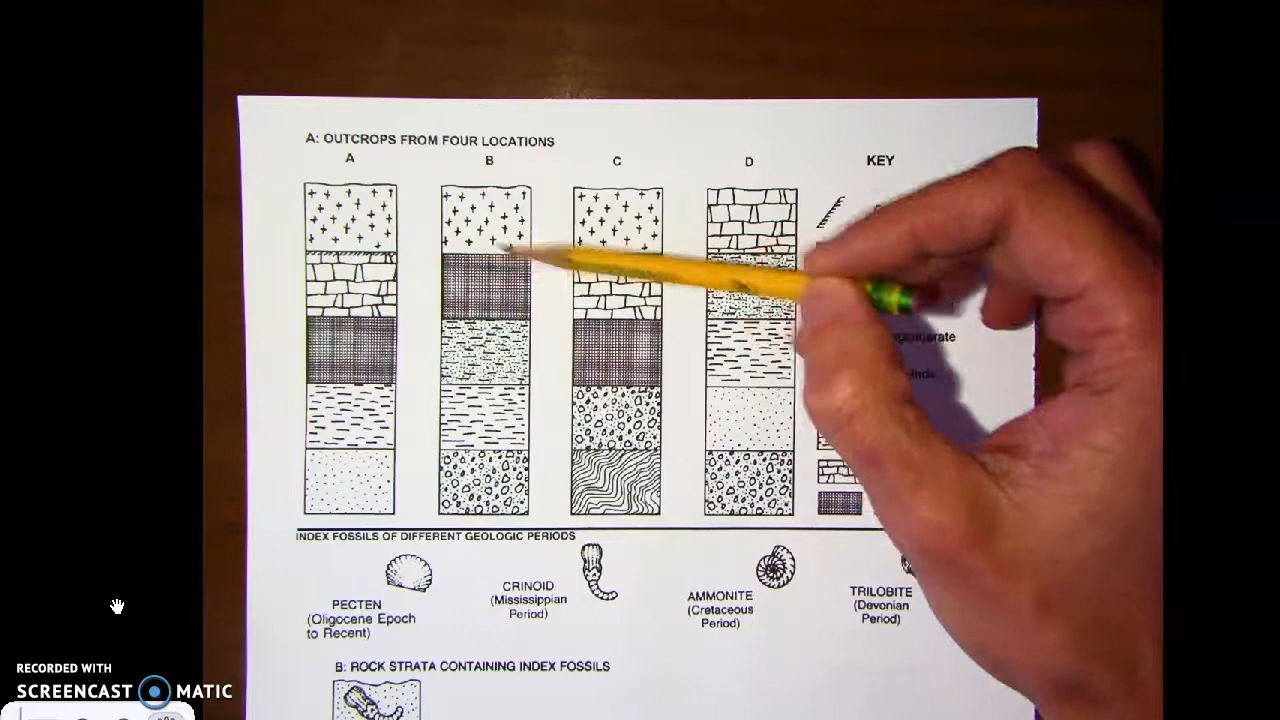 A: OUTCROPS FROM FOUR LOCATIONS
A B C D KEY
INDEX FOSSILS OF DIFFERENT GEOLOGIC PERIODS
PECTEN
(Oligocene Epoch
to Recent)
CRINOID
(Mississippian
Period)
AMMONITE
(Cretaceous
Period)
TRILOBITE
(Devonian
Period)
B: ROCK STRATA CONTAINING INDEX FOSSILS
RECORDED WITH
SCREENCAST MATIC